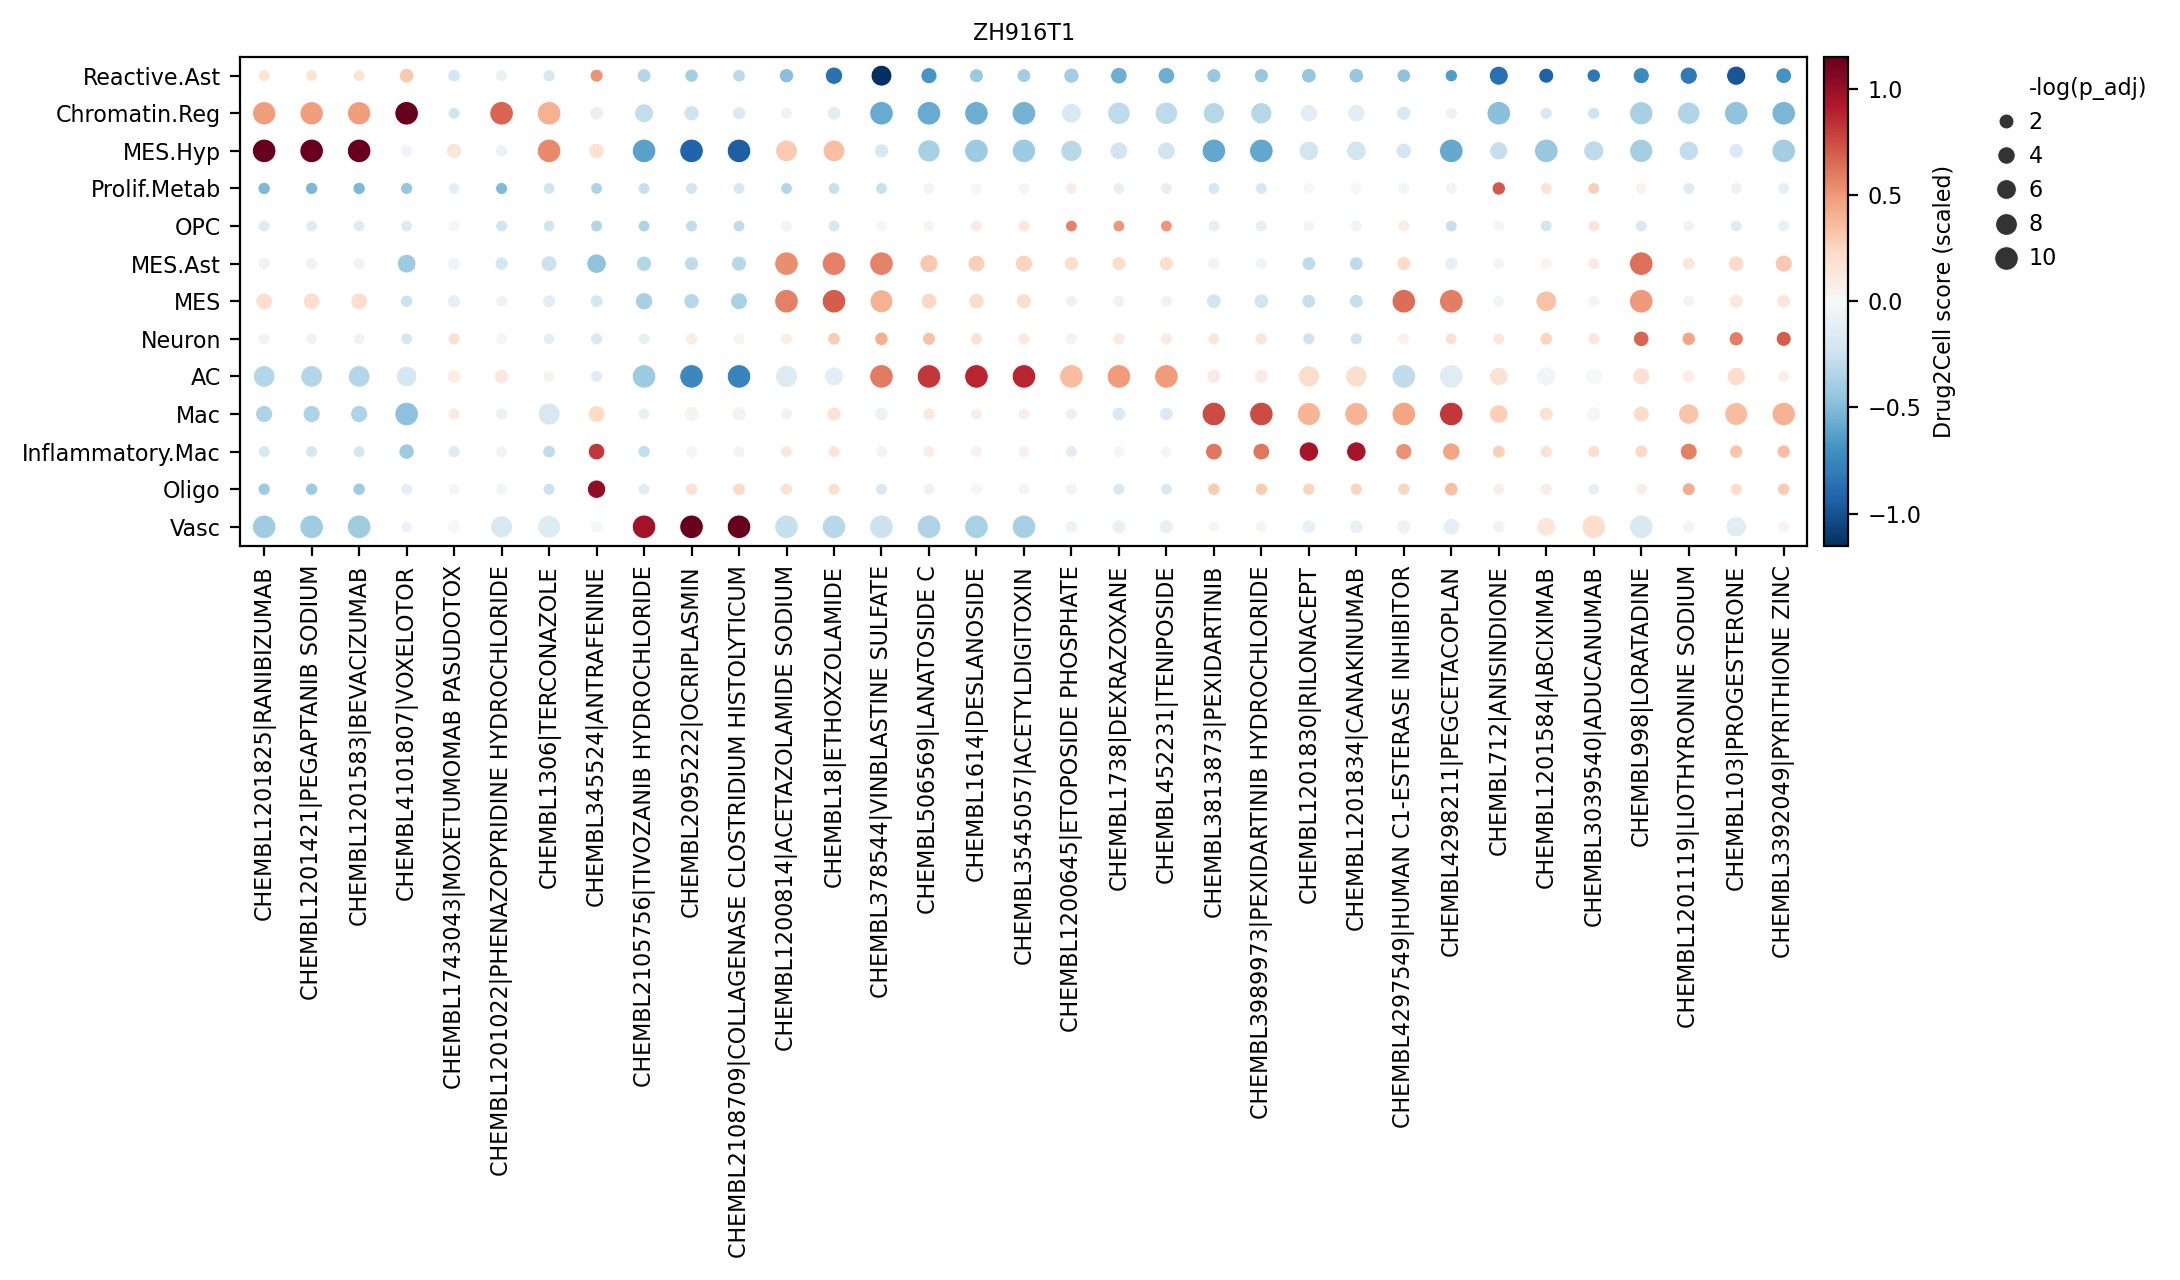 ZH916T1
Reactive.Ast
Chromatin.Reg
MES.Hyp
Prolif.Metab
OPC
MES.Ast
MES
Neuron
AC
Mac
Inflammatory.Mac
Oligo
Vasc
CHEMBL1201825|RANIBIZUMAB
CHEMBL1201421|PEGAPTANIB SODIUM
CHEMBL1201583|BEVACIZUMAB
CHEMBL4101807|VOXELOTOR
CHEMBL1743043|MOXETUMOMAB PASUDOTOX
CHEMBL1201022|PHENAZOPYRIDINE HYDROCHLORIDE
CHEMBL1306|TERCONAZOLE
CHEMBL345524|ANTRAFENINE
CHEMBL2105756|TIVOZANIB HYDROCHLORIDE
CHEMBL2095222|OCRIPLASMIN
CHEMBL2108709|COLLAGENASE CLOSTRIDIUM HISTOLYTICUM
CHEMBL1200814|ACETAZOLAMIDE SODIUM
CHEMBL18|ETHOXZOLAMIDE
CHEMBL3278544|VINBLASTINE SULFATE
CHEMBL506569|LANATOSIDE C
CHEMBL1614|DESLANOSIDE
CHEMBL3545057|ACETYLDIGITOXIN
CHEMBL1200645|ETOPOSIDE PHOSPHATE
CHEMBL1738|DEXRAZOXANE
CHEMBL452231|TENIPOSIDE
CHEMBL3813873|PEXIDARTINIB
CHEMBL3989973|PEXIDARTINIB HYDROCHLORIDE
CHEMBL1201830|RILONACEPT
CHEMBL1201834|CANAKINUMAB
CHEMBL4297549|HUMAN C1-ESTERASE INHIBITOR
CHEMBL4298211|PEGCETACOPLAN
CHEMBL712|ANISINDIONE
CHEMBL1201584|ABCIXIMAB
CHEMBL3039540|ADUCANUMAB
CHEMBL998|LORATADINE
CHEMBL1201119|LIOTHYRONINE SODIUM
CHEMBL103|PROGESTERONE
CHEMBL3392049|PYRITHIONE ZINC
1.0
0.5
0.0
−0.5
−1.0
Drug2Cell score (scaled)
-log(p_adj)
2
4
6
8
10